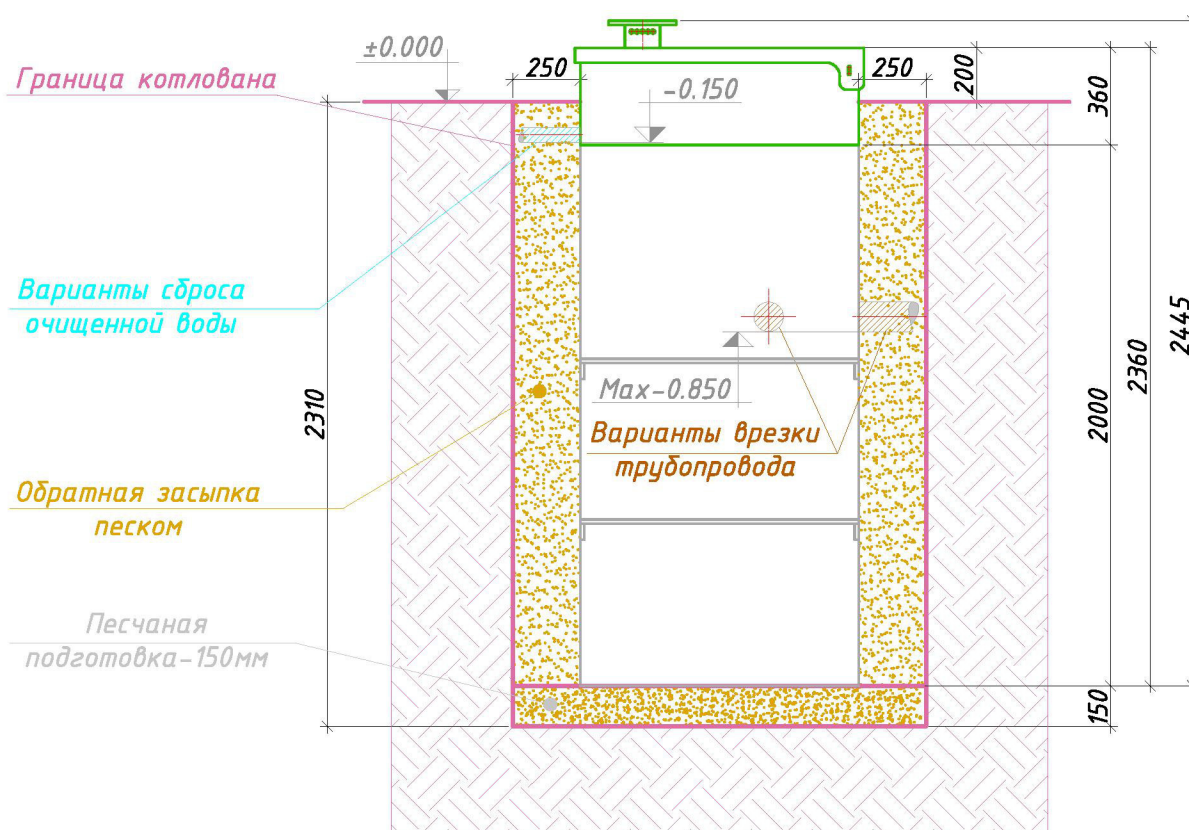 ±0.000
Граница котлована
250
250
200
360
-0.150
Варианты сброса
очищенной воды
2445
2360
2310
Max-0.850
2000
Варианты врезки
трубопровода
Обратная засыпка
песком
Песчаная
подготовка-150мм
150